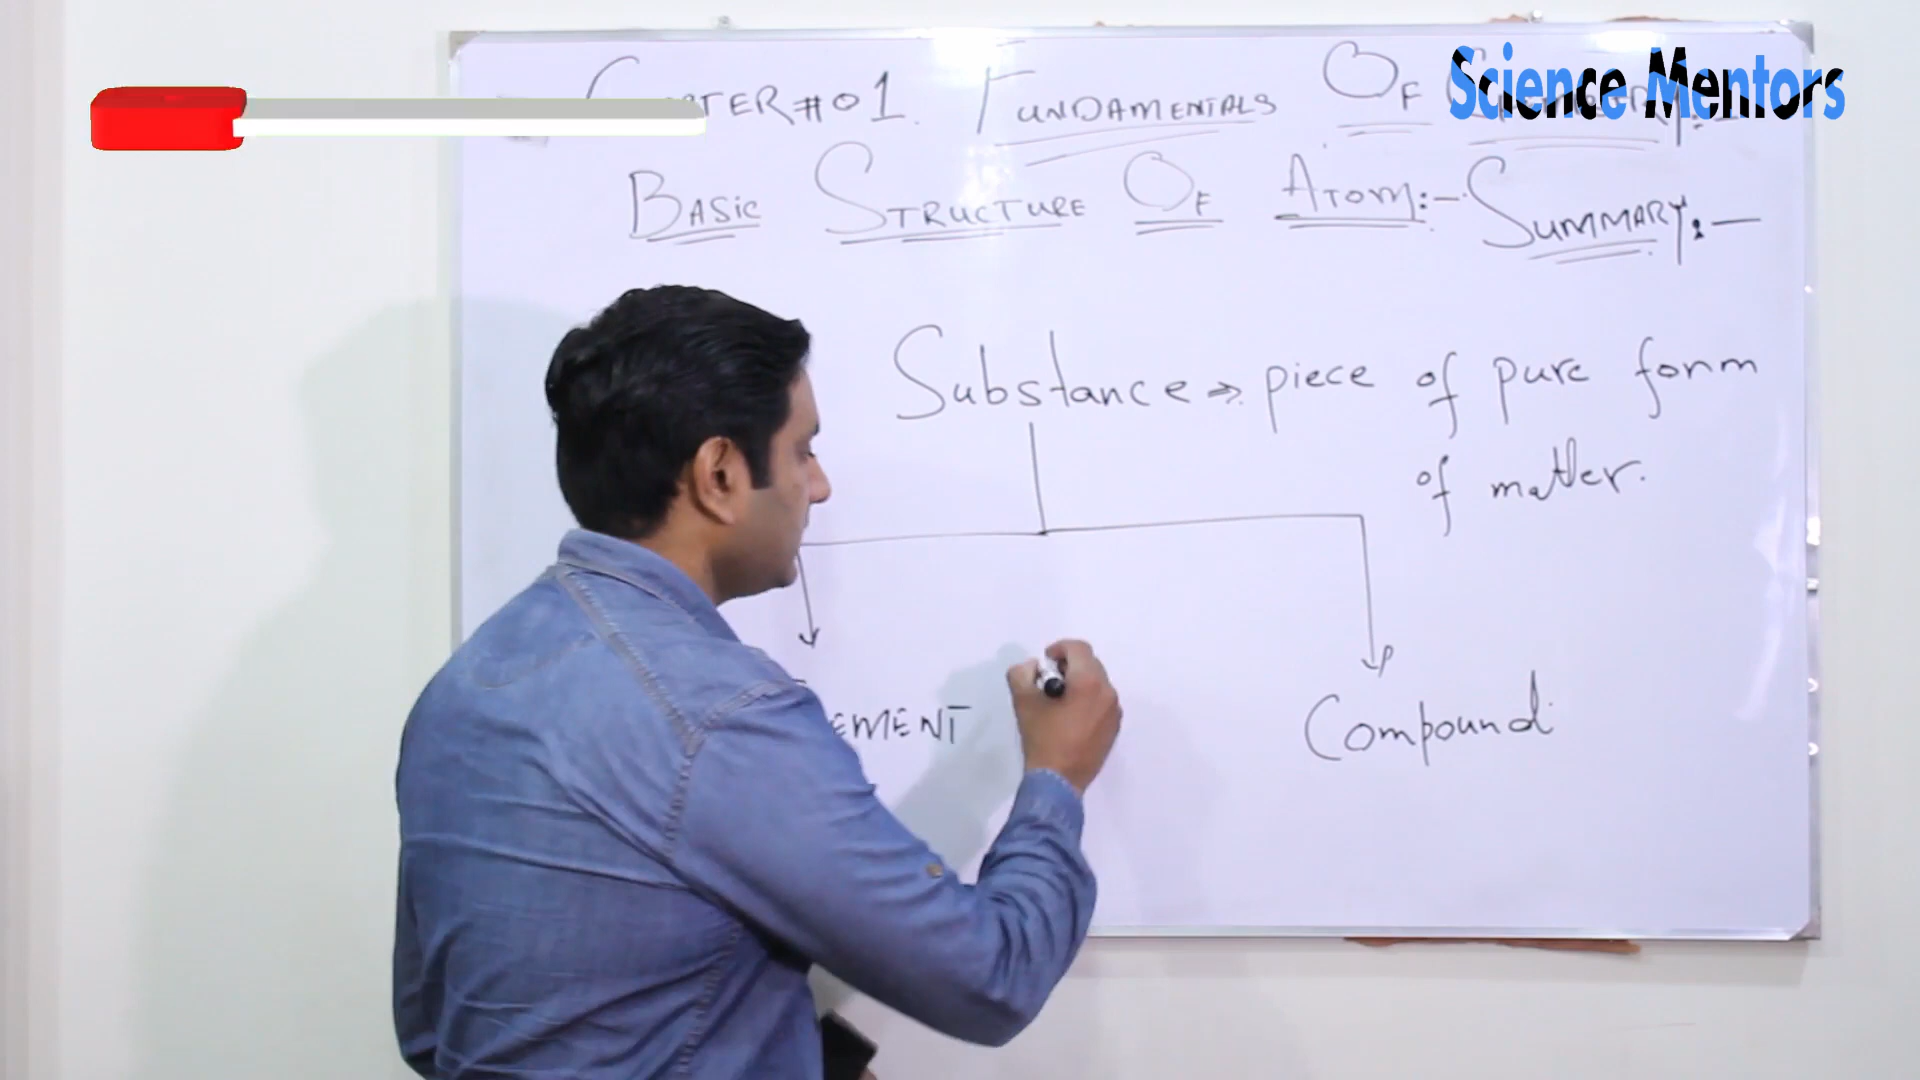 Science Mentors
TER#01. FUNDAMENTALS OF
BASIC STRUCTURE OF ATOM:- SUMMARY:-
Substance → piece of pure form
of matter.
EMENT
Compound